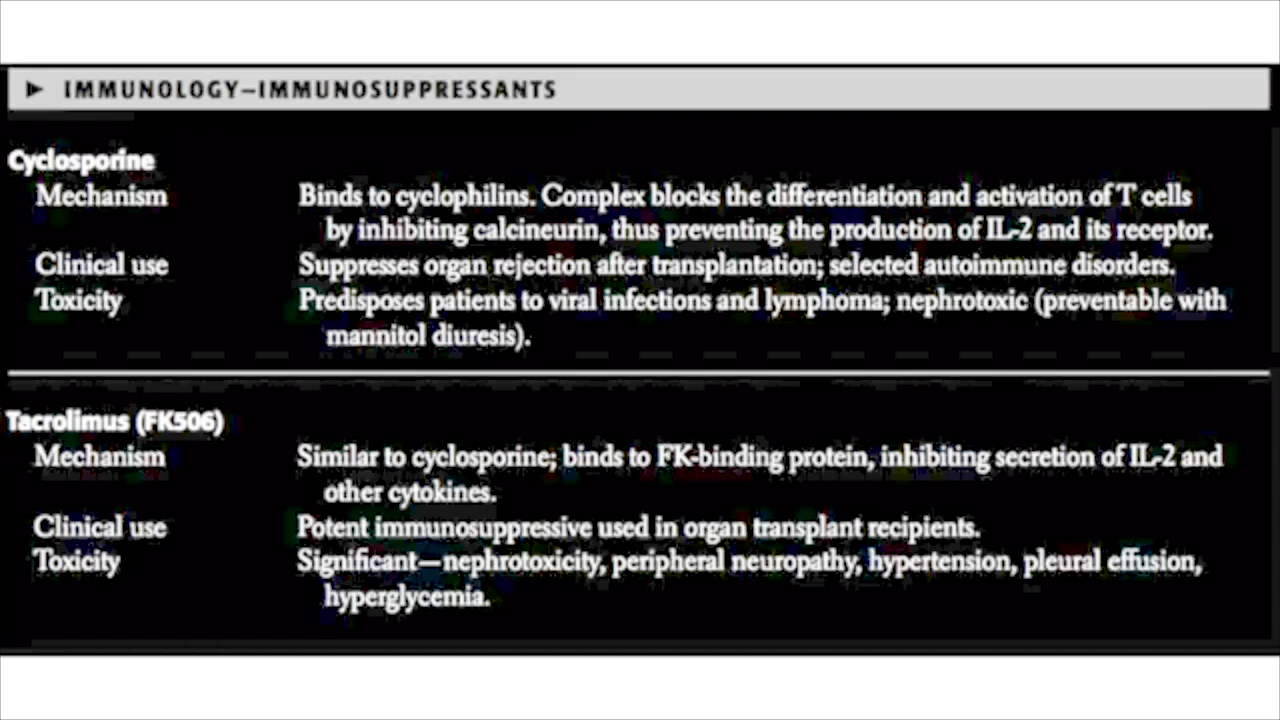 ► IMMUNOLOGY–IMMUNOSUPPRESSANTS
Cyclosporine
Mechanism Binds to cyclophilins. Complex blocks the differentiation and activation of T cells
by inhibiting calcineurin, thus preventing the production of IL-2 and its receptor.
Clinical use Suppresses organ rejection after transplantation; selected autoimmune disorders.
Toxicity Predisposes patients to viral infections and lymphoma; nephrotoxic (preventable with
mannitol diuresis).
Tacrolimus (FK506)
Mechanism Similar to cyclosporine; binds to FK-binding protein, inhibiting secretion of IL-2 and
other cytokines.
Clinical use Potent immunosuppressive used in organ transplant recipients.
Toxicity Significant—nephrotoxicity, peripheral neuropathy, hypertension, pleural effusion,
hyperglycemia.